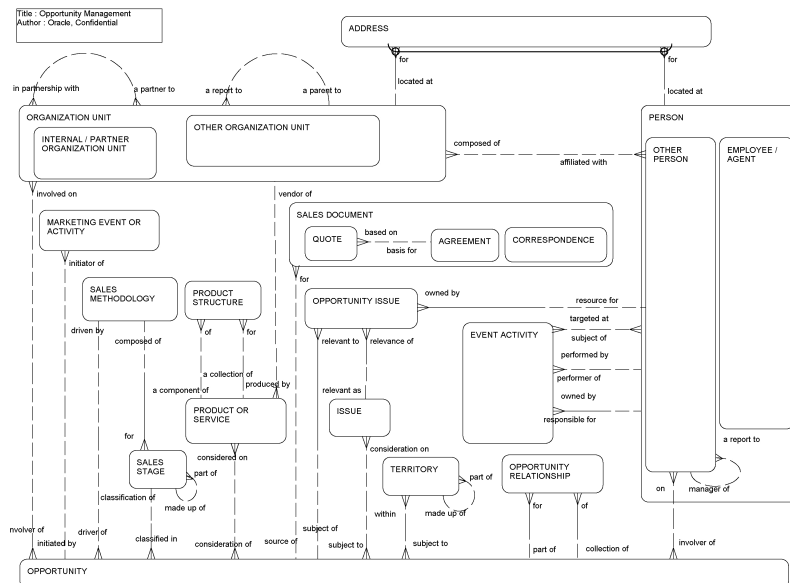 Title : Opportunity Management
Author : Oracle, Confidential
ADDRESS
for
for
located at
located at
in partnership with
a partner to
a report to
a parent to
ORGANIZATION UNIT
INTERNAL / PARTNER
ORGANIZATION UNIT
OTHER ORGANIZATION UNIT
PERSON
OTHER
PERSON
EMPLOYEE /
AGENT
composed of
affiliated with
involved on
vendor of
MARKETING EVENT OR
ACTIVITY
initiator of
SALES DOCUMENT
QUOTE
based on
basis for
AGREEMENT
CORRESPONDENCE
for
SALES
METHODOLOGY
driven by
composed of
PRODUCT
STRUCTURE
of
for
OPPORTUNITY ISSUE
owned by
resource for
relevant to
relevance of
EVENT ACTIVITY
targeted at
subject of
performed by
performer of
owned by
responsible for
a collection of
a component of
produced by
relevant as
PRODUCT OR
SERVICE
considered on
ISSUE
consideration on
for
SALES
STAGE
part of
made up of
classification of
TERRITORY
part of
made up of
within
OPPORTUNITY
RELATIONSHIP
for
of
a report to
manager of
on
nvolver of
initiated by
driver of
classified in
consideration of
source of
subject of
subject to
subject to
part of
collection of
involver of
OPPORTUNITY